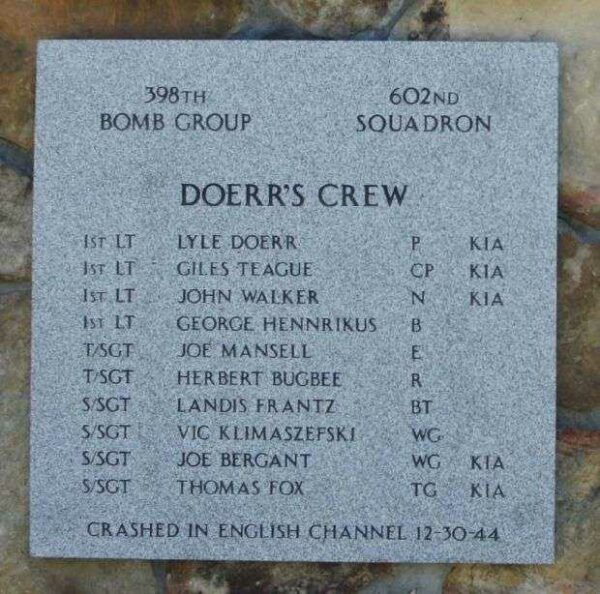 398TH 602ND
BOMB GROUP SQUADRON
DOERR'S CREW
1ST LT LYLE DOERR P KIA
1ST LT GILES TEAGUE CP KIA
1ST LT JOHN WALKER N KIA
1ST LT GEORGE HENNRIKUS B
T/SGT JOE MANSELL E
T/SGT HERBERT BUGBEE R
S/SGT LANDIS FRANTZ BT
S/SGT VIC KLIMASZEFSKI WG
S/SGT JOE BERGANT WG KIA
S/SGT THOMAS FOX TG KIA
CRASHED IN ENGLISH CHANNEL 12-30-44